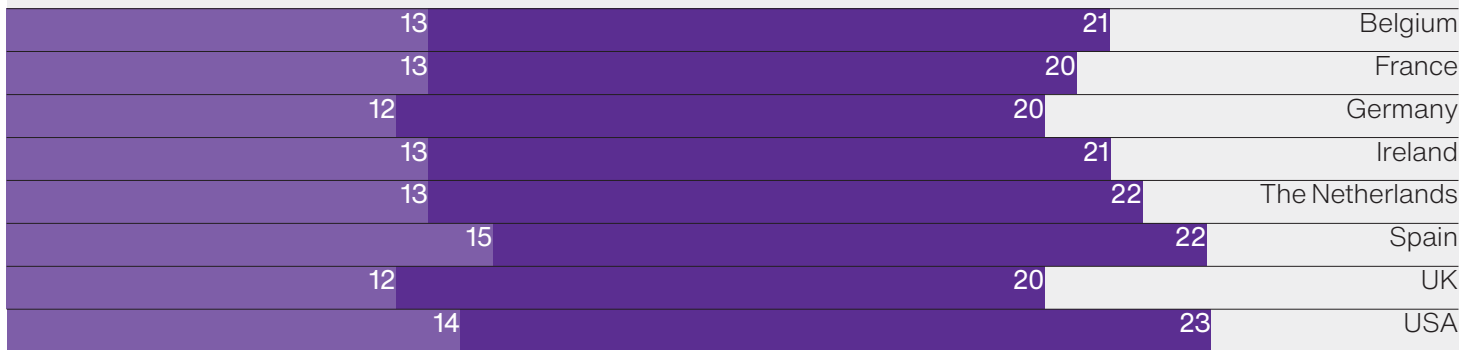 13 21 Belgium
13 20 France
12 20 Germany
13 21 Ireland
13 22 The Netherlands
15 22 Spain
12 20 UK
14 23 USA